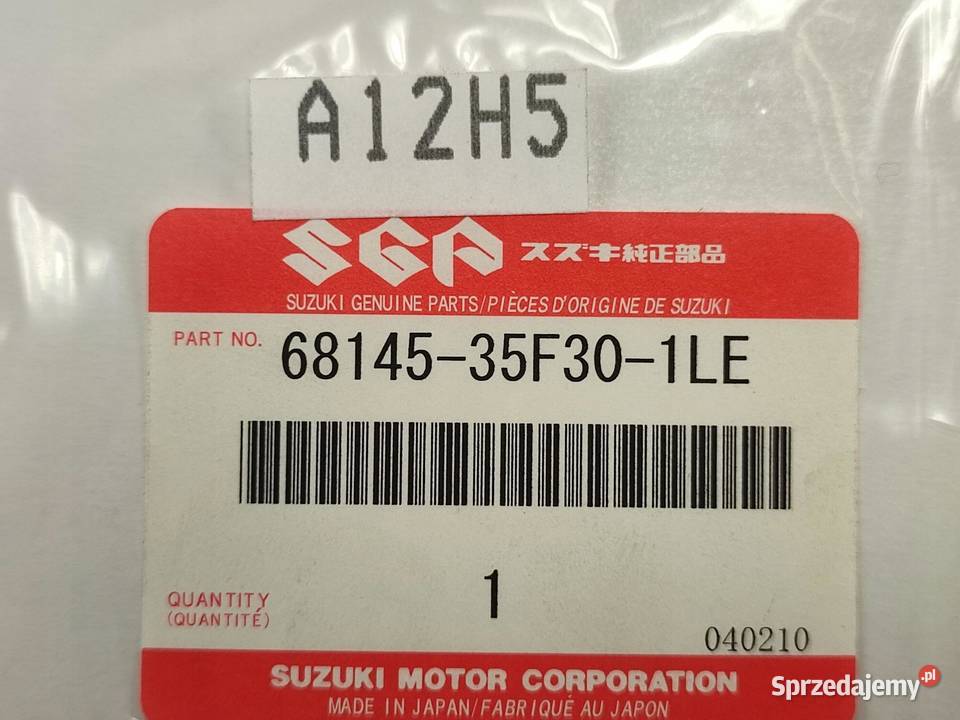 A12H5
SGP スズキ純正部品
SUZUKI GENUINE PARTS/PIÈCES D'ORIGINE DE SUZUKI
PART NO. 68145-35F30-1LE
1
QUANTITY
(QUANTITÉ)
040210
SUZUKI MOTOR CORPORATION
MADE IN JAPAN/FABRIQUÉ AU JAPON
Sprzedajemy.pl